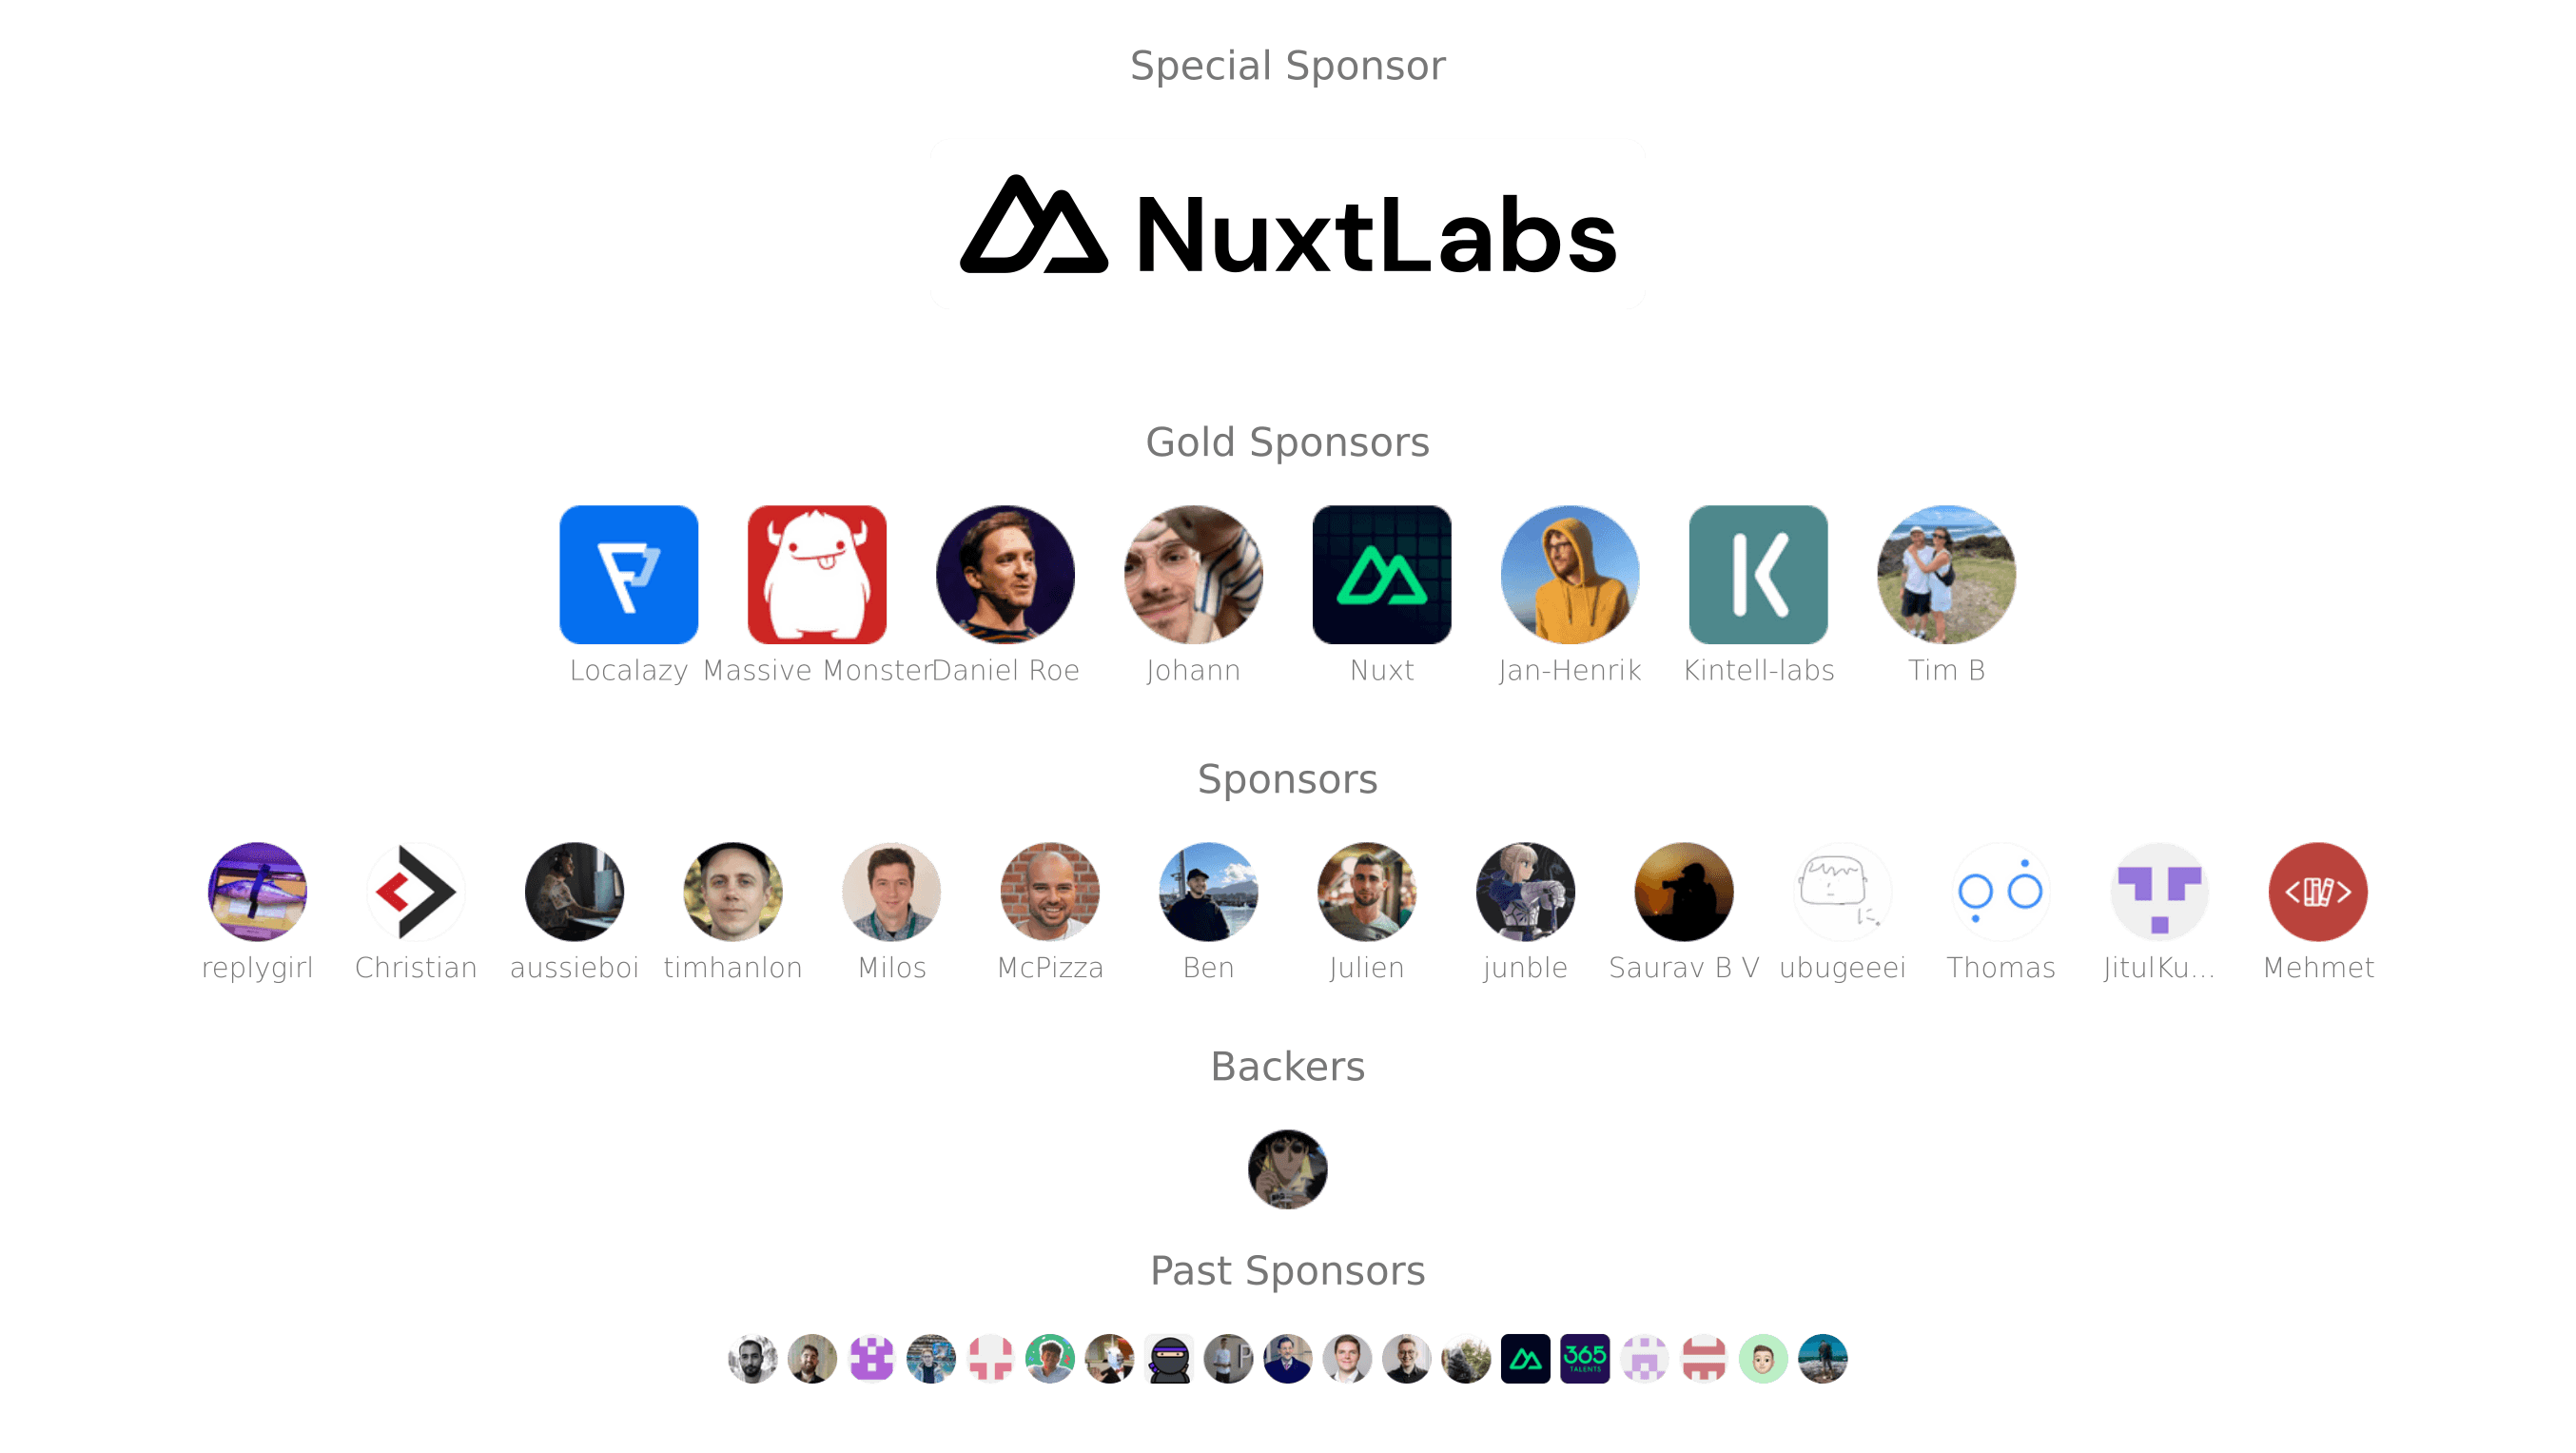 Special Sponsor
NuxtLabs
Gold Sponsors
Localazy Massive Monster Daniel Roe Johann Nuxt Jan-Henrik Kintell-labs Tim B
Sponsors
replygirl Christian aussieboi timhanlon Milos McPizza Ben Julien junble Saurav B V ubugeeei Thomas JitulKu... Mehmet
Backers
Past Sponsors
365
TALENTS